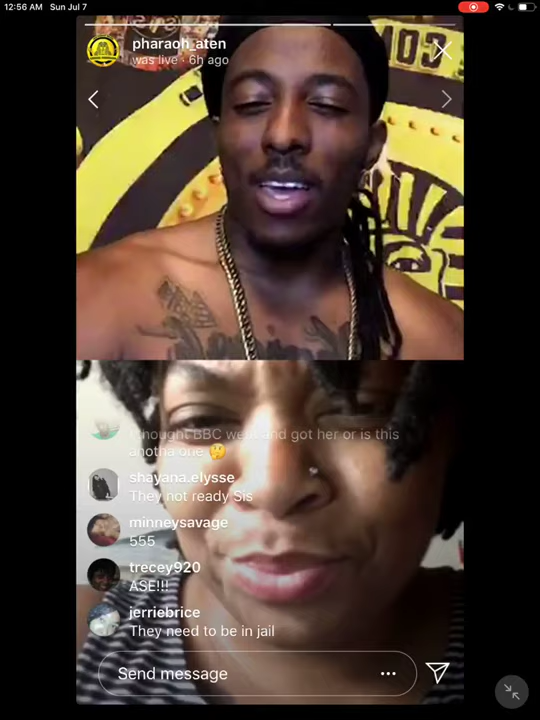 12:56 AM Sun Jul 7
pharaoh_aten
was live · 6h ago
I thought BBC went and got her or is this
anotha one 🤔
shayana.elysse
They not ready Sis
minneysavage
555
trecey920
ASE!!!
jerriebrice
They need to be in jail
Send message